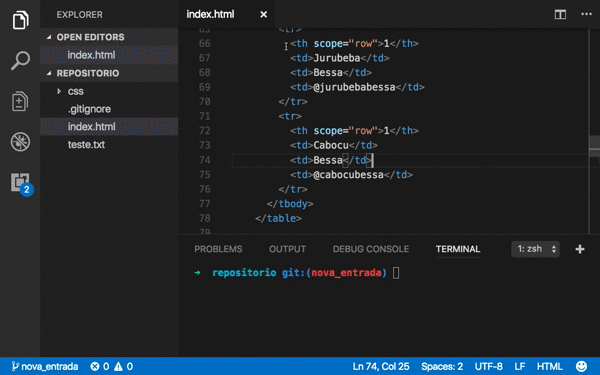 EXPLORER
OPEN EDITORS
index.html
REPOSITORIO
css
.gitignore
index.html
teste.txt
2
index.html
65 <tr>
66 <th scope="row">1</th>
67 <td>Jurubeba</td>
68 <td>Bessa</td>
69 <td>@jurubebabessa</td>
70 </tr>
71 <tr>
72 <th scope="row">1</th>
73 <td>Cabocu</td>
74 <td>Bessa</td>
75 <td>@cabocubessa</td>
76 </tr>
77 </tbody>
78 </table>
79
PROBLEMS OUTPUT DEBUG CONSOLE TERMINAL 1: zsh
→ repositorio git:(nova_entrada)
nova_entrada 0 0 Ln 74, Col 25 Spaces: 2 UTF-8 LF HTML